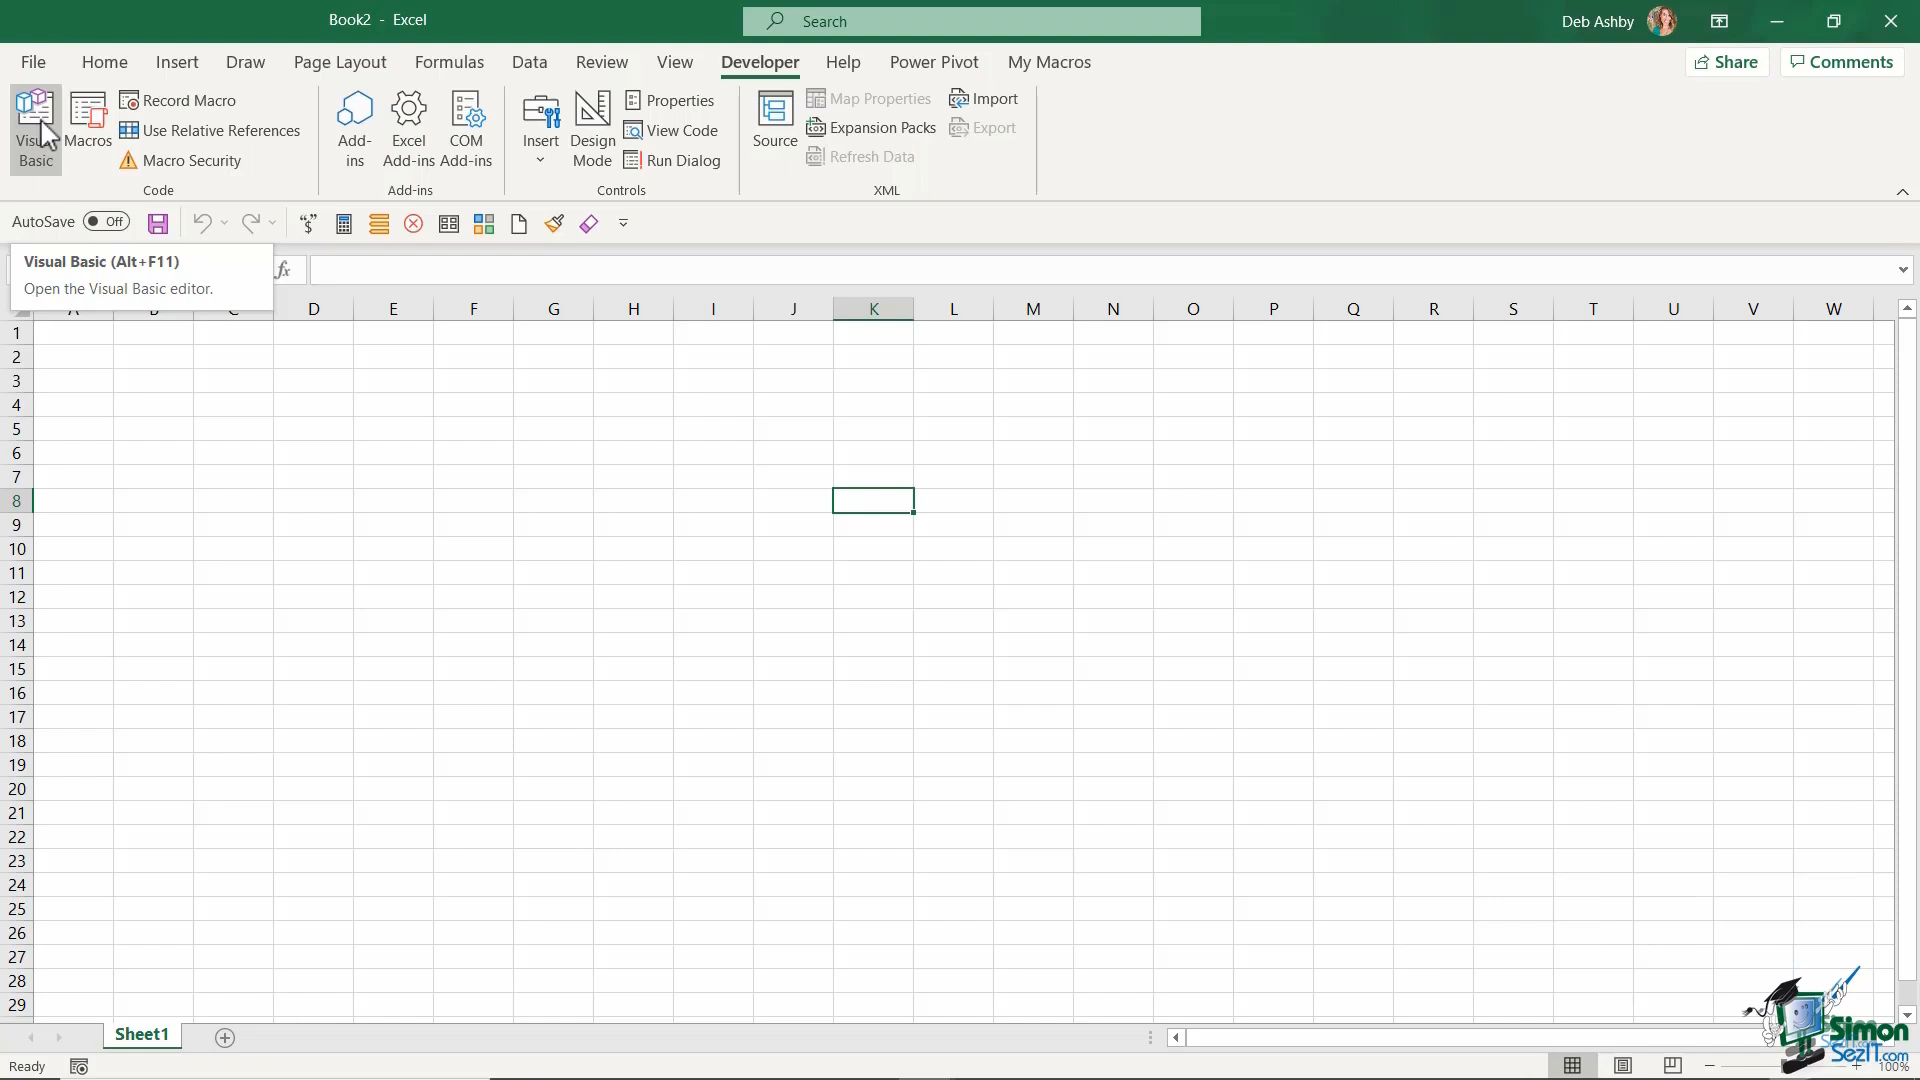 Book2 - Excel
Search
Deb Ashby
File Home Insert Draw Page Layout Formulas Data Review View Developer Help Power Pivot My Macros
Share Comments
Visual Basic
Macros
Record Macro
Use Relative References
Macro Security
Code
Add-ins
Excel Add-ins
COM Add-ins
Add-ins
Insert
Design Mode
Properties
View Code
Run Dialog
Controls
Source
Map Properties
Expansion Packs
Refresh Data
Import
Export
XML
AutoSave Off
Visual Basic (Alt+F11)
Open the Visual Basic editor.
fx
D E F G H I J K L M N O P Q R S T U V W
1
2
3
4
5
6
7
8
9
10
11
12
13
14
15
16
17
18
19
20
21
22
23
24
25
26
27
28
29
Sheet1
Simon
SezIT.com
Ready
100%